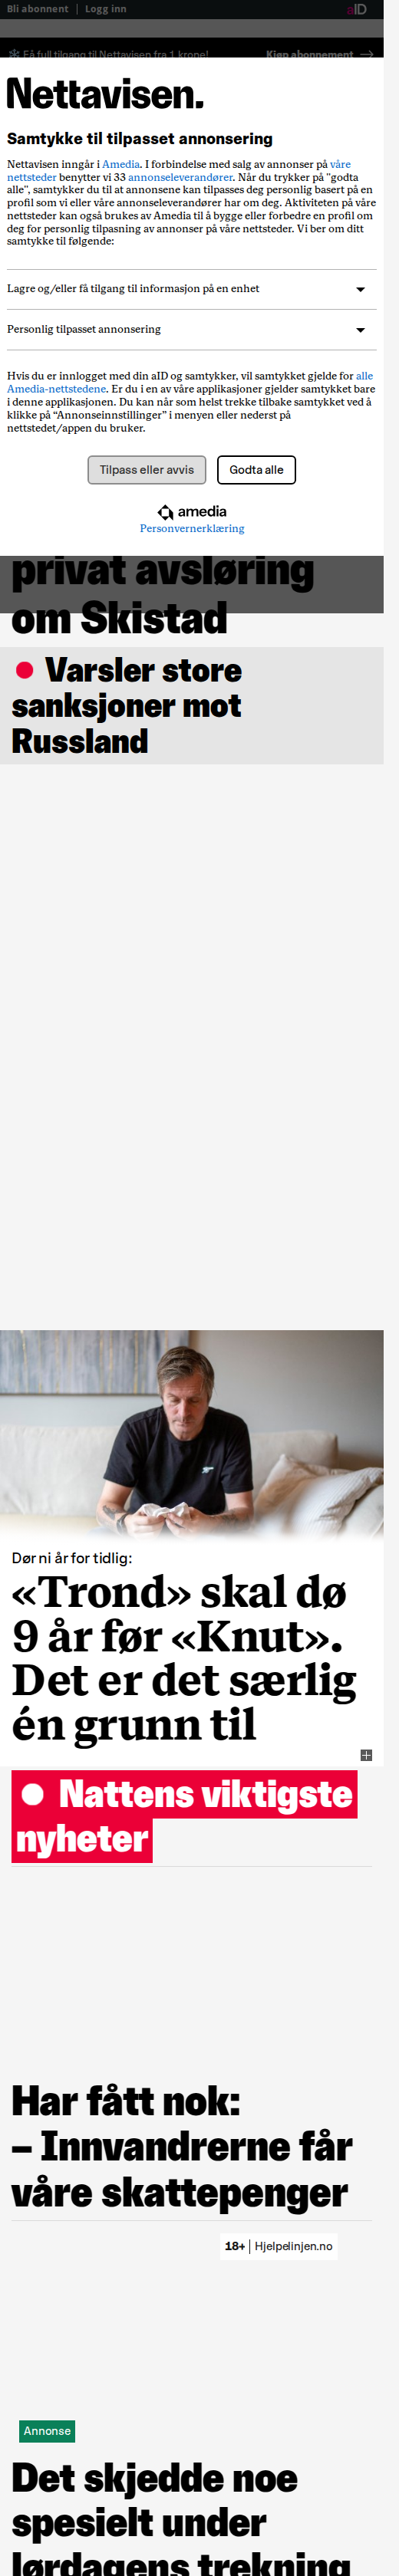 Bli abonnent | Logg inn
aID
Få full tilgang til Nettavisen fra 1 krone!
Kjøp abonnement →
Nettavisen.
Samtykke til tilpasset annonsering
Nettavisen inngår i Amedia. I forbindelse med salg av annonser på våre
nettsteder benytter vi 33 annonseleverandører. Når du trykker på "godta
alle", samtykker du til at annonsene kan tilpasses deg personlig basert på en
profil som vi eller våre annonseleverandører har om deg. Aktiviteten på våre
nettsteder kan også brukes av Amedia til å bygge eller forbedre en profil om
deg for personlig tilpasning av annonser på våre nettsteder. Vi ber om ditt
samtykke til følgende:
Lagre og/eller få tilgang til informasjon på en enhet
Personlig tilpasset annonsering
Hvis du er innlogget med din aID og samtykker, vil samtykket gjelde for alle
Amedia-nettstedene. Er du i en av våre applikasjoner gjelder samtykket bare
i denne applikasjonen. Du kan når som helst trekke tilbake samtykket ved å
klikke på “Annonseinnstillinger” i menyen eller nederst på
nettstedet/appen du bruker.
Tilpass eller avvis
Godta alle
amedia
Personvernerklæring
privat avsløring
om Skistad
Varsler store
sanksjoner mot
Russland
Dør ni år for tidlig:
«Trond» skal dø
9 år før «Knut».
Det er det særlig
én grunn til
Nattens viktigste
nyheter
Har fått nok:
– Innvandrerne får
våre skattepenger
18+ | Hjelpelinjen.no
Annonse
Det skjedde noe
spesielt under
lørdagens trekning